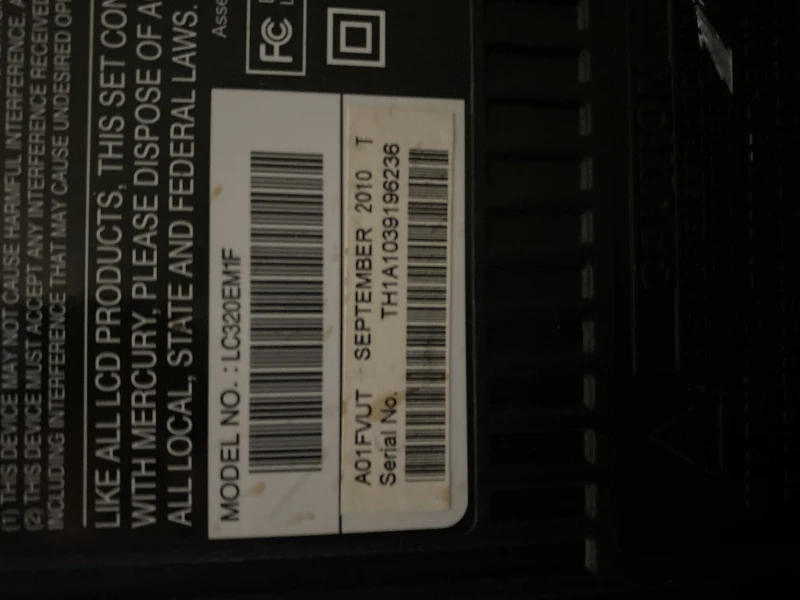 (1) THIS DEVICE MAY NOT CAUSE HARMFUL INTERFERENCE, A
(2) THIS DEVICE MUST ACCEPT ANY INTERFERENCE RECEIVED
INCLUDING INTERFERENCE THAT MAY CAUSE UNDESIRED OP
LIKE ALL LCD PRODUCTS, THIS SET CON
WITH MERCURY, PLEASE DISPOSE OF A
ALL LOCAL, STATE AND FEDERAL LAWS.
Asse
FC
MODEL NO. : LC320EM1F
A01FVUT - SEPTEMBER 2010 T
Serial No. TH1A1039196236